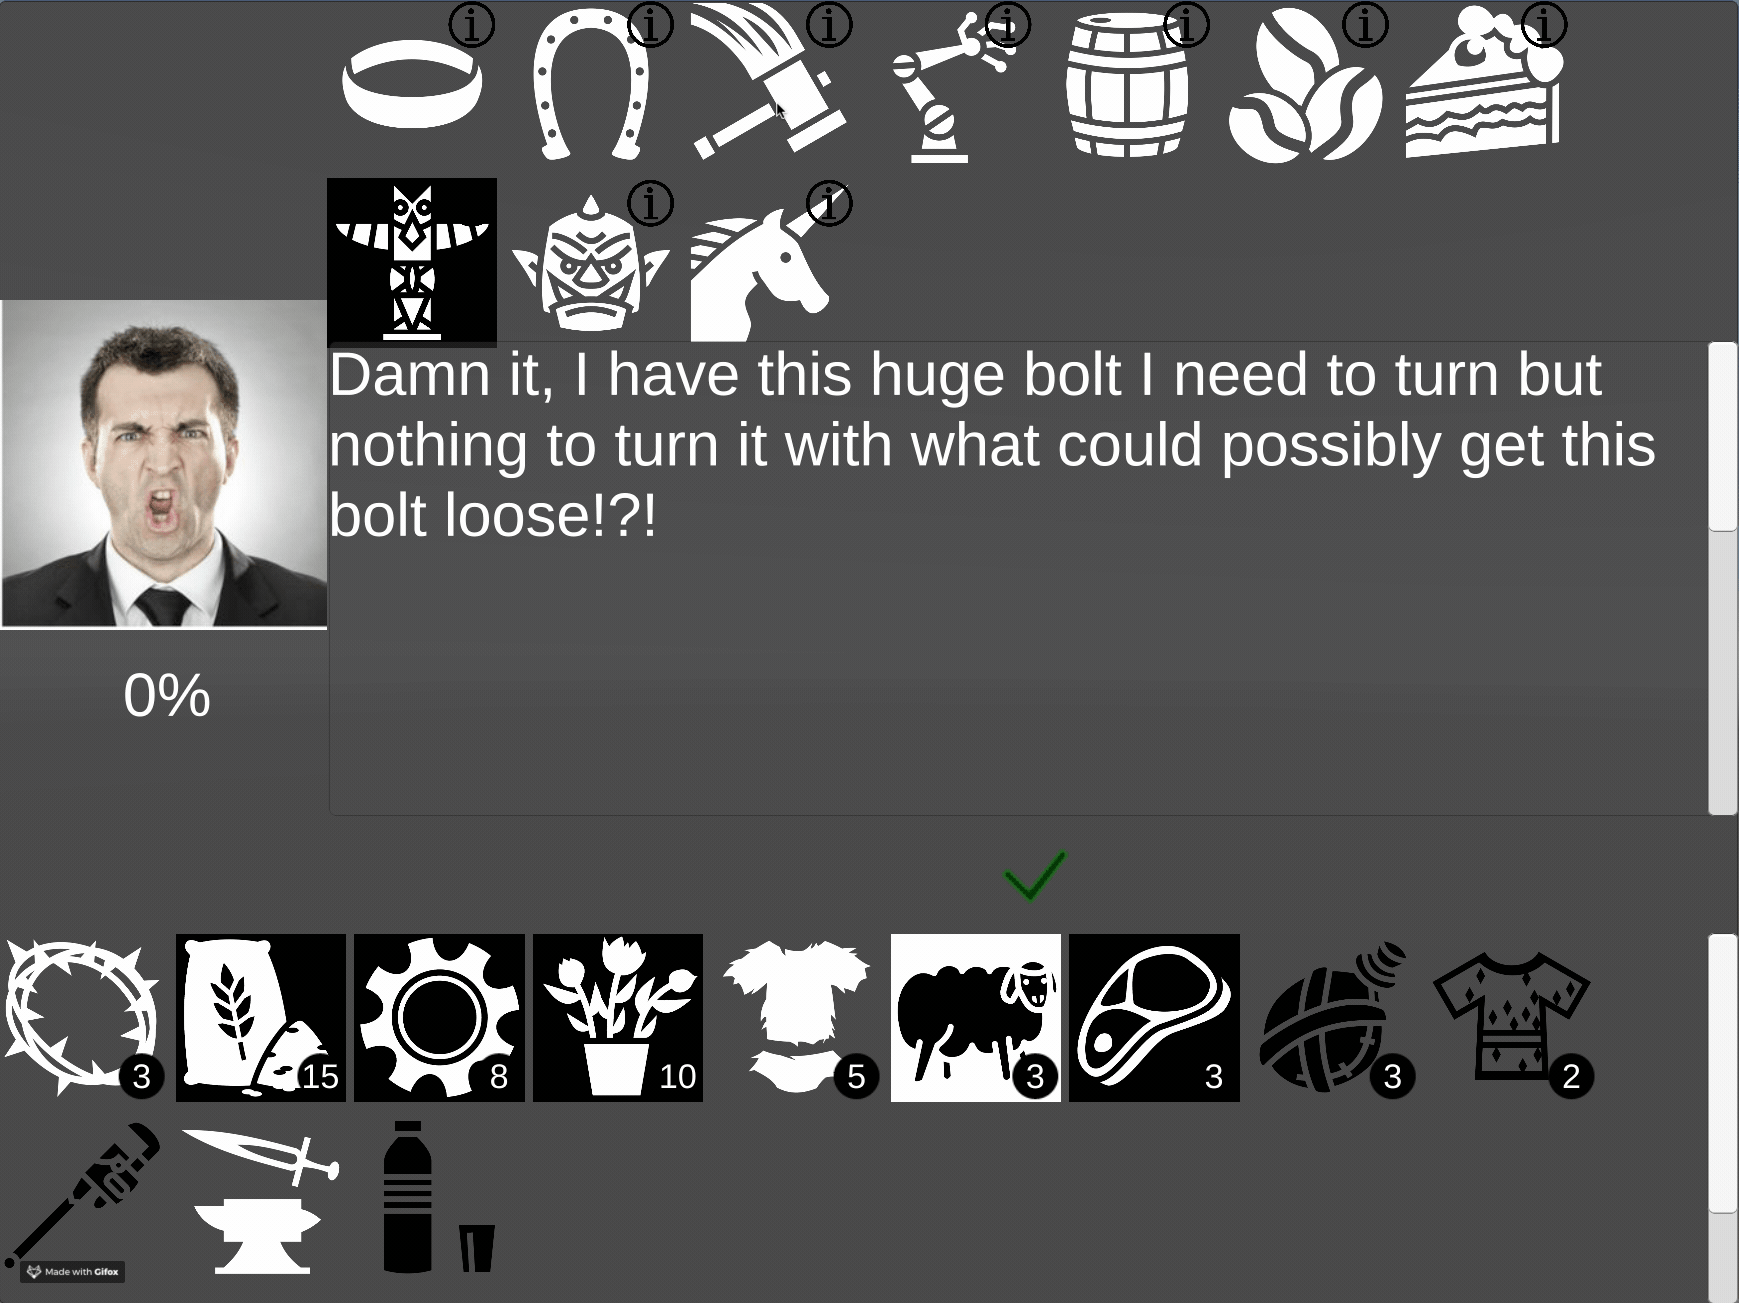 i i i i i i i
i i
Damn it, I have this huge bolt I need to turn but
nothing to turn it with what could possibly get this
bolt loose!?!
0%
3 15 8 10 5 3 3 3 2
Made with Gifox